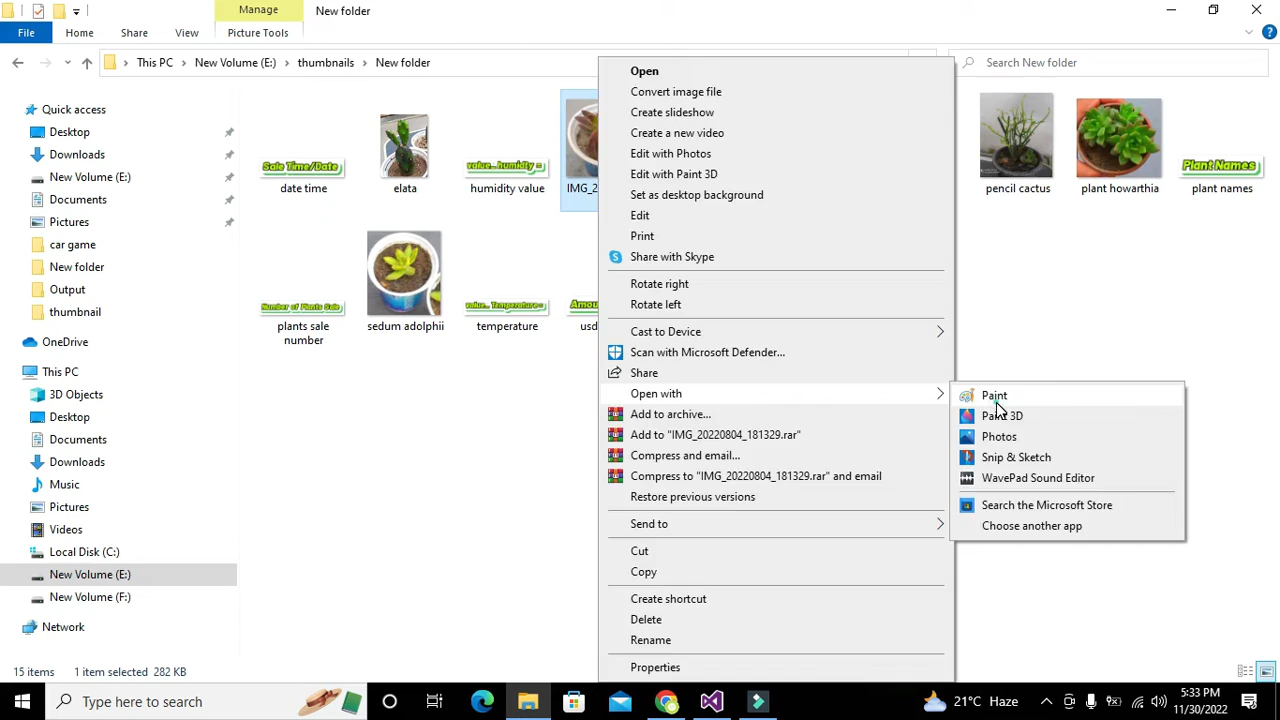 Manage
New folder
File
Home
Share
View
Picture Tools
This PC
New Volume (E:)
thumbnails
New folder
Search New folder
Quick access
Desktop
Downloads
New Volume (E:)
Documents
Pictures
car game
New folder
Output
thumbnail
OneDrive
This PC
3D Objects
Desktop
Documents
Downloads
Music
Pictures
Videos
Local Disk (C:)
New Volume (E:)
New Volume (F:)
Network
Sale Time/Date
date time
elata
value.. humidty =
humidity value
IMG_2
pencil cactus
plant howarthia
Plant Names
plant names
Number of Plants Sale
plants sale
number
sedum adolphii
value.. Temperature=
temperature
Amou
usd
Open
Convert image file
Create slideshow
Create a new video
Edit with Photos
Edit with Paint 3D
Set as desktop background
Edit
Print
Share with Skype
Rotate right
Rotate left
Cast to Device
Scan with Microsoft Defender...
Share
Open with
Add to archive...
Add to "IMG_20220804_181329.rar"
Compress and email...
Compress to "IMG_20220804_181329.rar" and email
Restore previous versions
Send to
Cut
Copy
Create shortcut
Delete
Rename
Properties
Paint
Paint 3D
Photos
Snip & Sketch
WavePad Sound Editor
Search the Microsoft Store
Choose another app
15 items
1 item selected 282 KB
Type here to search
21°C Haze
5:33 PM
11/30/2022